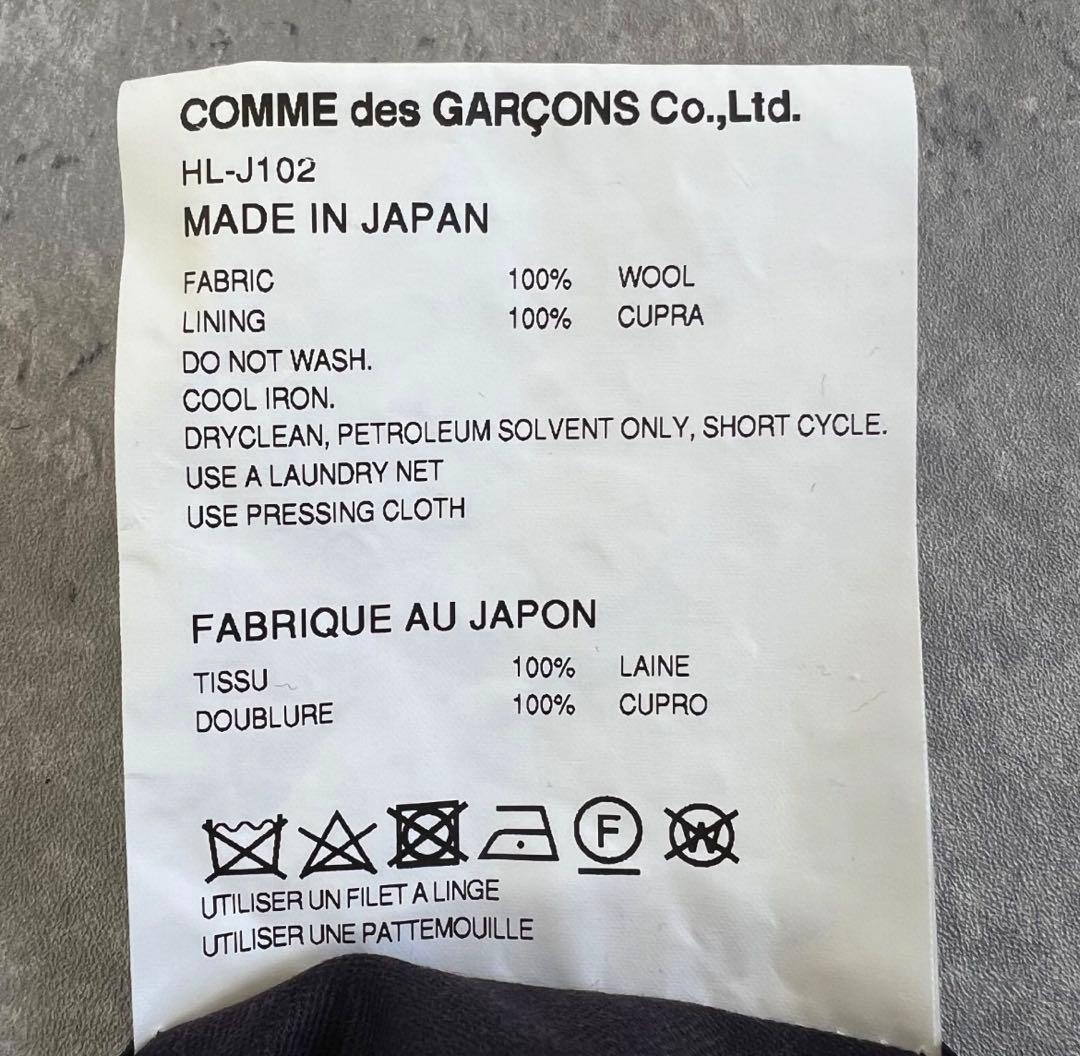 COMME des GARÇONS Co.,Ltd.
HL-J102
MADE IN JAPAN
FABRIC 100% WOOL
LINING 100% CUPRA
DO NOT WASH.
COOL IRON.
DRYCLEAN, PETROLEUM SOLVENT ONLY, SHORT CYCLE.
USE A LAUNDRY NET
USE PRESSING CLOTH
FABRIQUE AU JAPON
TISSU 100% LAINE
DOUBLURE 100% CUPRO
F W
UTILISER UN FILET A LINGE
UTILISER UNE PATTEMOUILLE